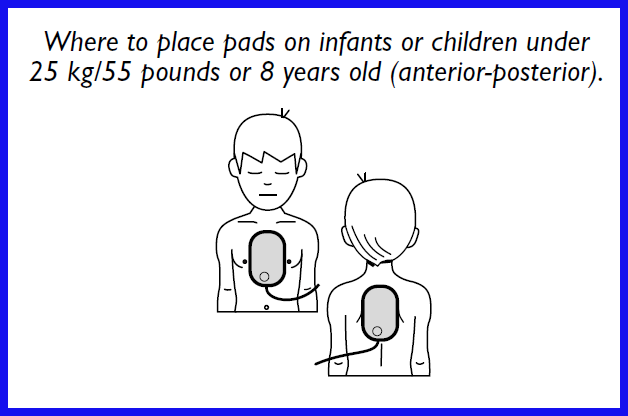 Where to place pads on infants or children under
25 kg/55 pounds or 8 years old (anterior-posterior).